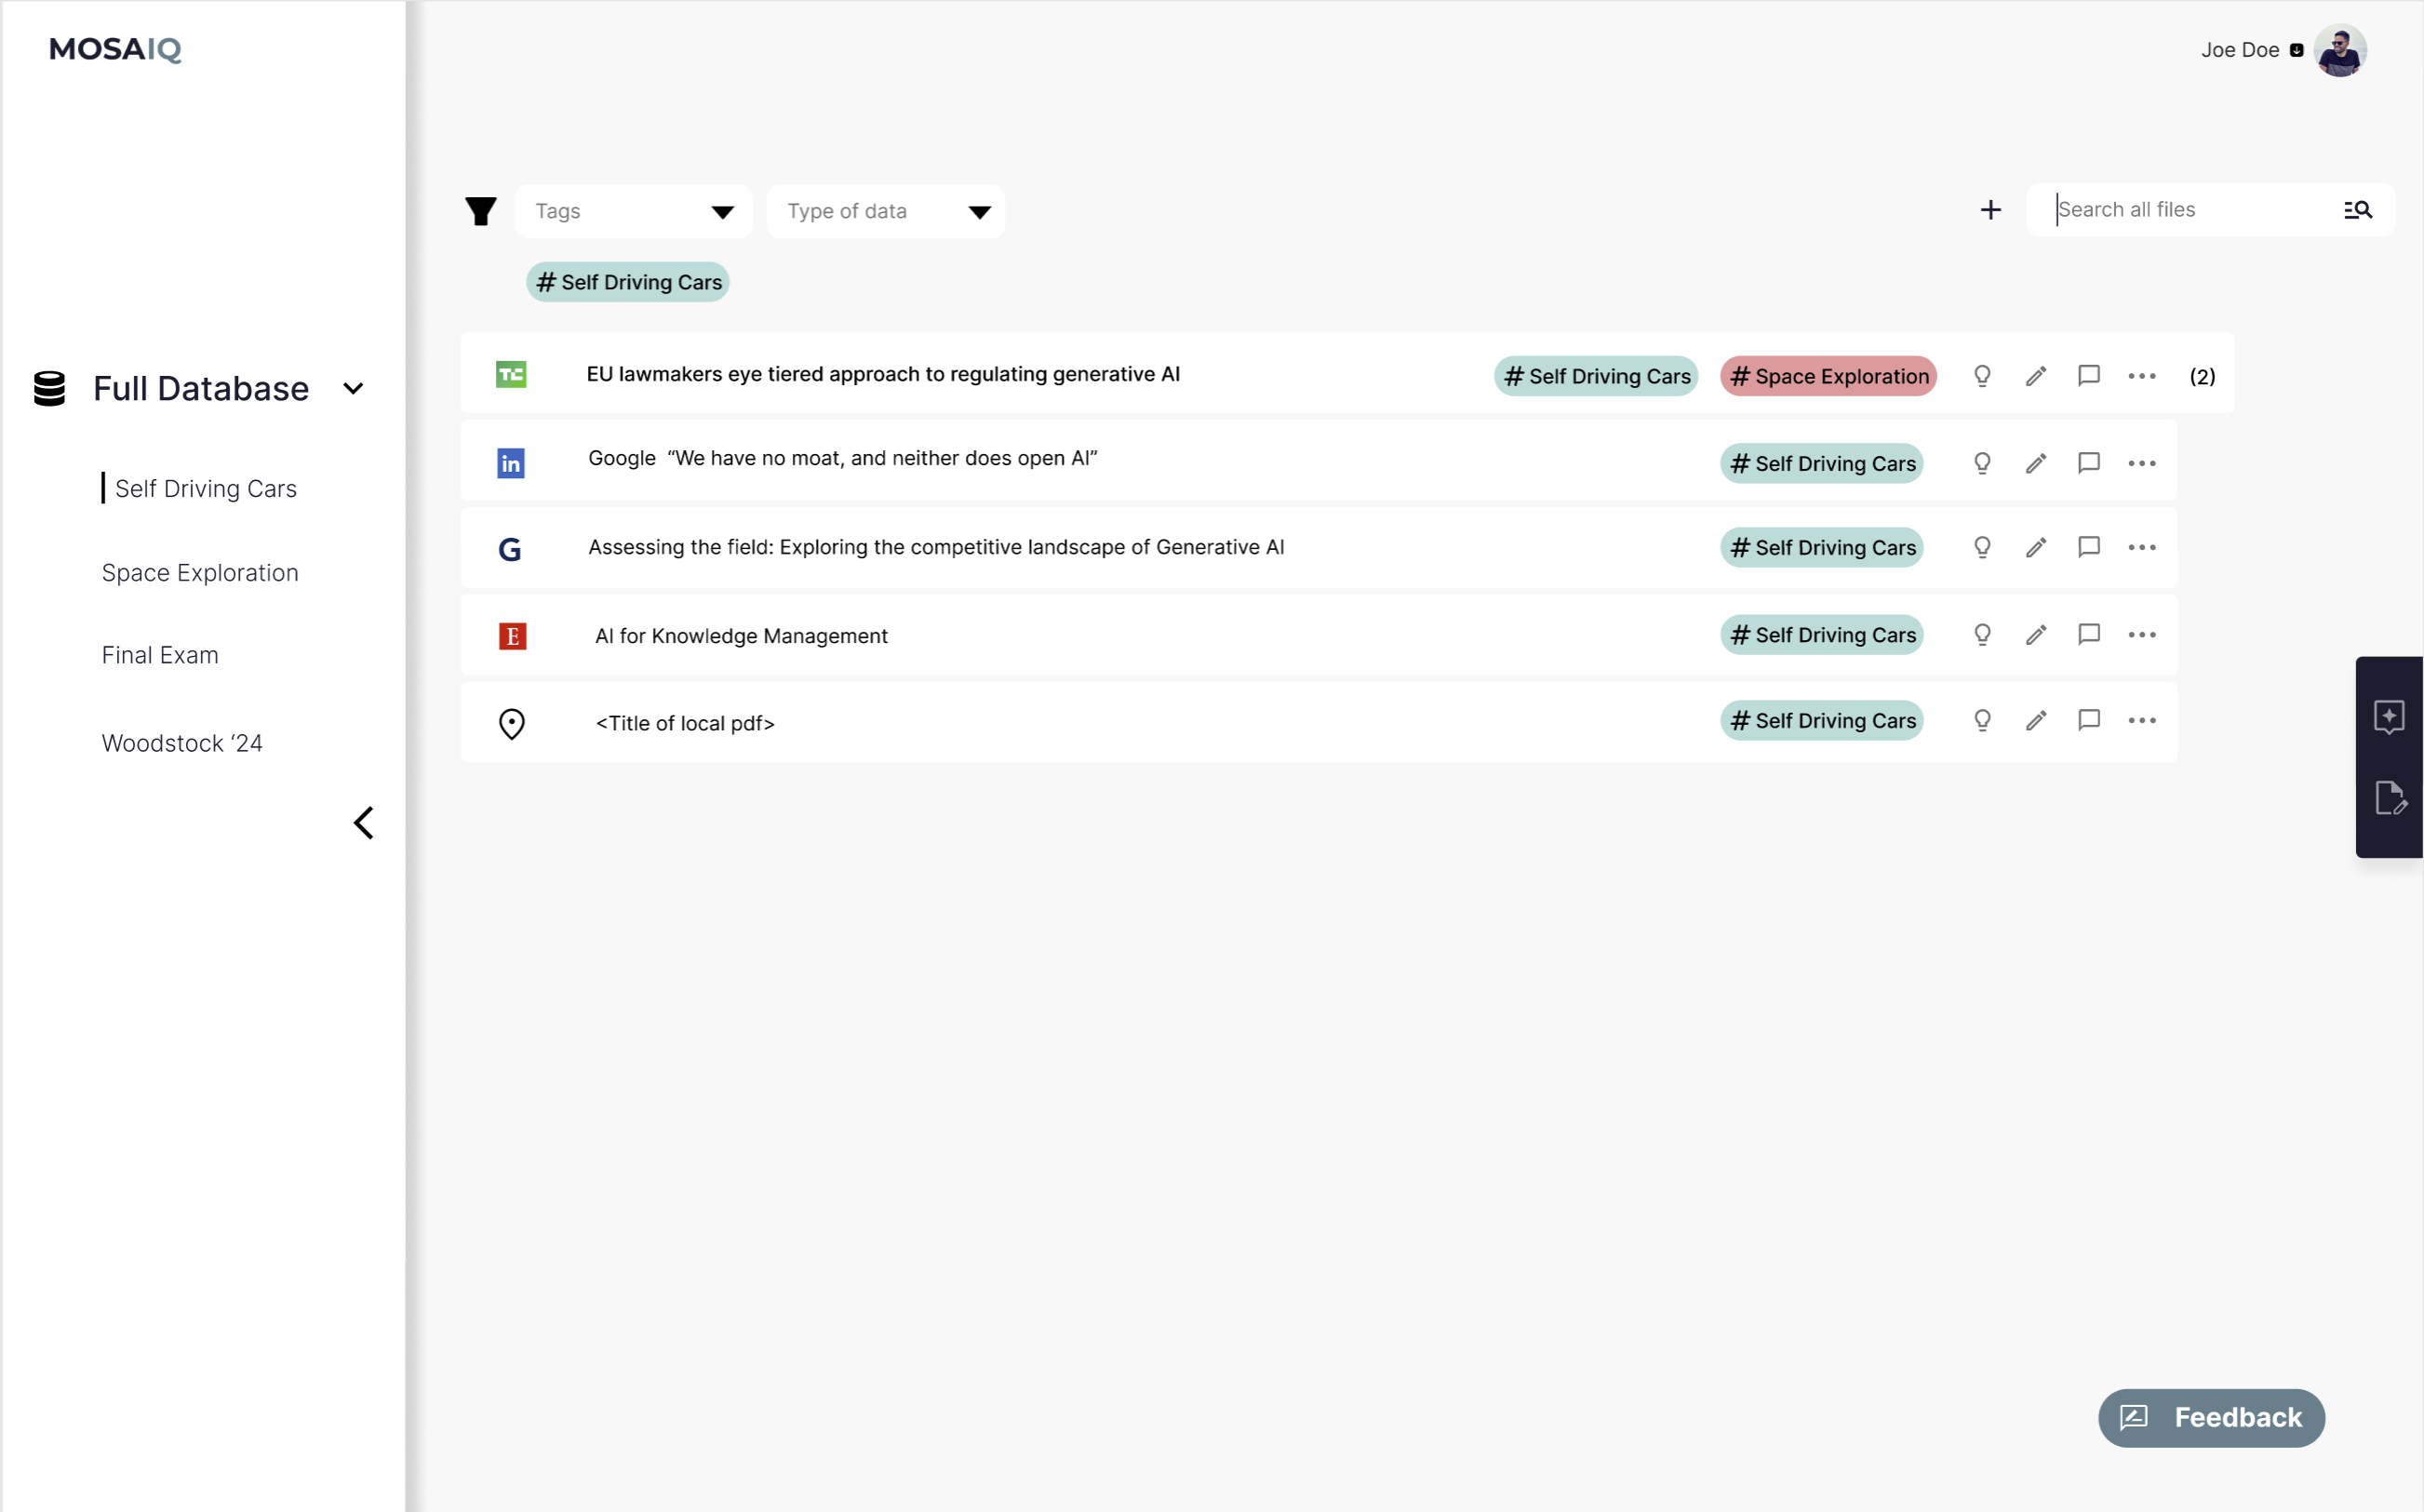 MOSAIQ
Joe Doe
Tags
Type of data
Search all files
# Self Driving Cars
Full Database
Self Driving Cars
Space Exploration
Final Exam
Woodstock ‘24
TC EU lawmakers eye tiered approach to regulating generative AI # Self Driving Cars # Space Exploration (2)
in Google “We have no moat, and neither does open AI” # Self Driving Cars
G Assessing the field: Exploring the competitive landscape of Generative AI # Self Driving Cars
E AI for Knowledge Management # Self Driving Cars
<Title of local pdf> # Self Driving Cars
Feedback